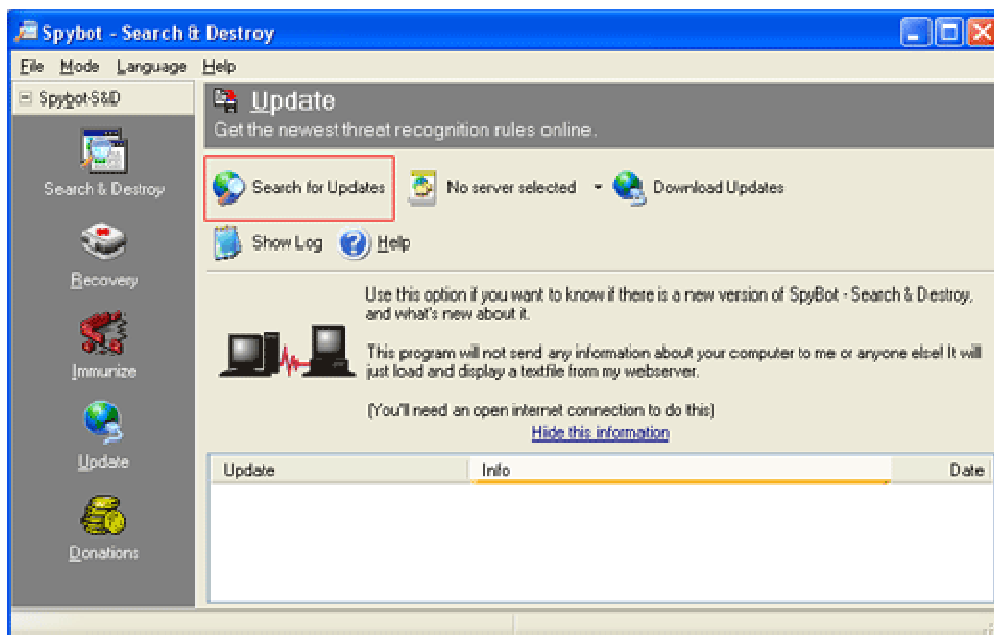 Spybot - Search & Destroy
File Mode Language Help
Spybot-S&D
Search & Destroy
Recovery
Immunize
Update
Donations
Update
Get the newest threat recognition rules online.
Search for Updates
No server selected
Download Updates
Show Log
Help
Use this option if you want to know if there is a new version of SpyBot - Search & Destroy,
and what's new about it.
This program will not send any information about your computer to me or anyone else! It will
just load and display a textfile from my webserver.
(You"ll need an open internet connection to do this)
Hide this information
Update Info Date